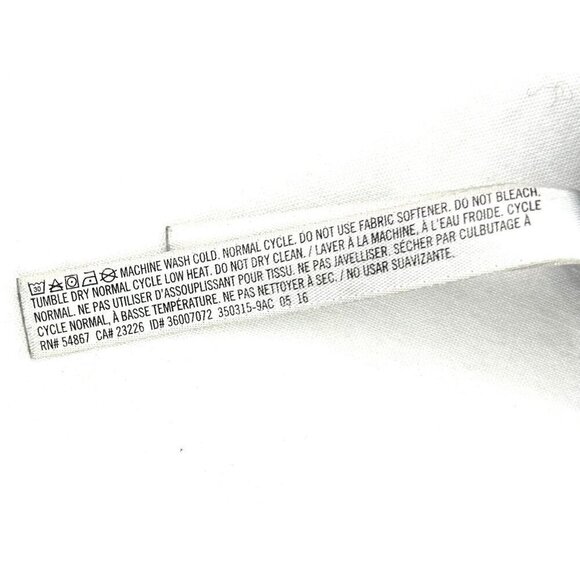 30 MACHINE WASH COLD. NORMAL CYCLE. DO NOT USE FABRIC SOFTENER. DO NOT BLEACH.
TUMBLE DRY NORMAL CYCLE LOW HEAT. DO NOT DRY CLEAN. / LAVER À LA MACHINE, À L'EAU FROIDE. CYCLE
NORMAL. NE PAS UTILISER D'ASSOUPLISSANT POUR TISSU. NE PAS JAVELLISER. SÉCHER PAR CULBUTAGE À
CYCLE NORMAL, À BASSE TEMPÉRATURE. NE PAS NETTOYER À SEC. / NO USAR SUAVIZANTE.
RN# 54867 CA# 23226 ID# 36007072 350315-9AC 05 16